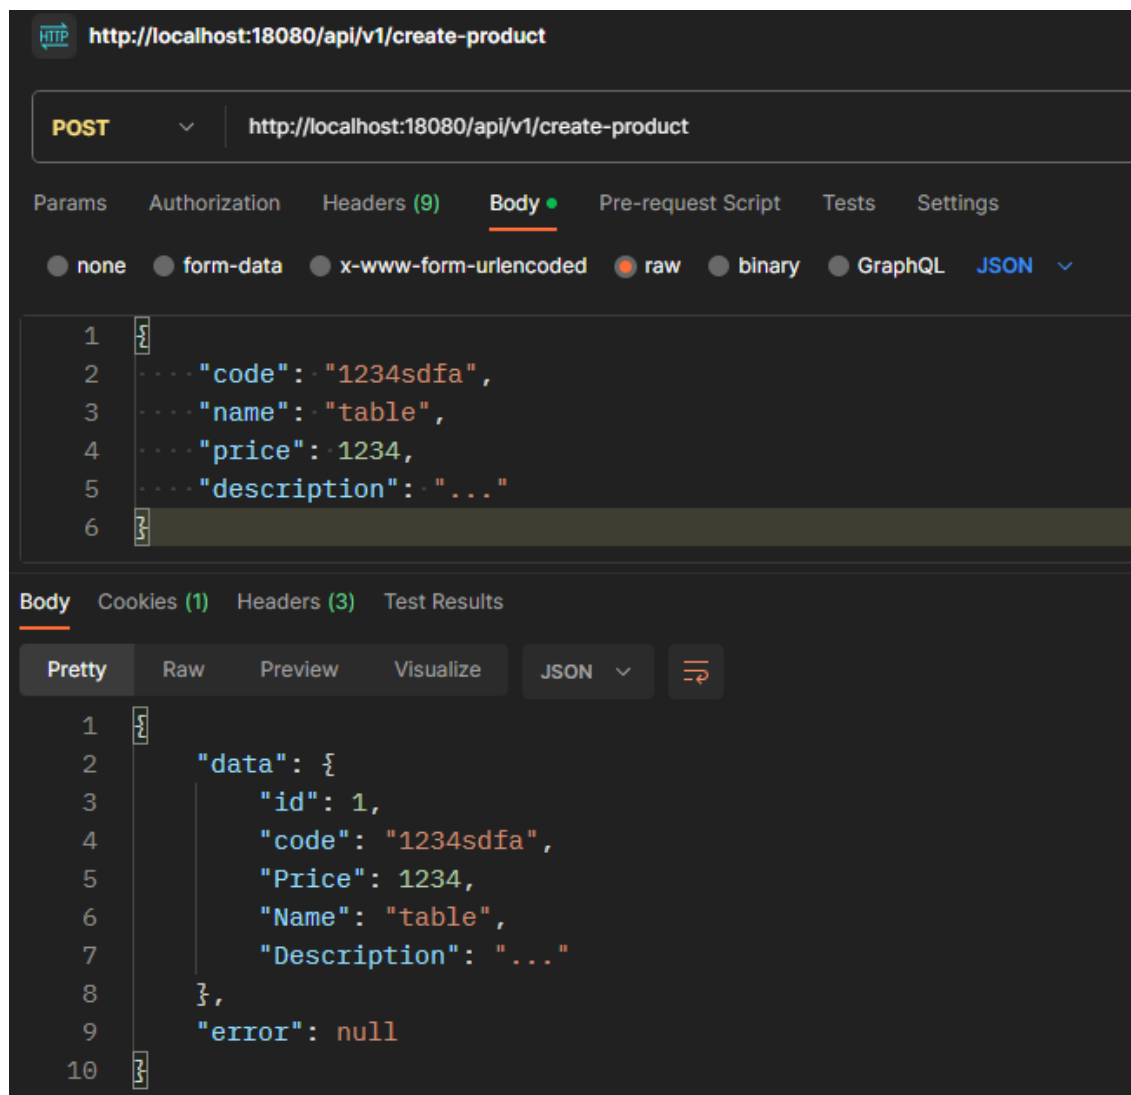 HTTP http://localhost:18080/api/v1/create-product
POST http://localhost:18080/api/v1/create-product
Params Authorization Headers (9) Body Pre-request Script Tests Settings
none form-data x-www-form-urlencoded raw binary GraphQL JSON
1 {
2 "code": "1234sdfa",
3 "name": "table",
4 "price": 1234,
5 "description": "..."
6 }
Body Cookies (1) Headers (3) Test Results
Pretty Raw Preview Visualize JSON
1 {
2 "data": {
3 "id": 1,
4 "code": "1234sdfa",
5 "Price": 1234,
6 "Name": "table",
7 "Description": "..."
8 },
9 "error": null
10 }